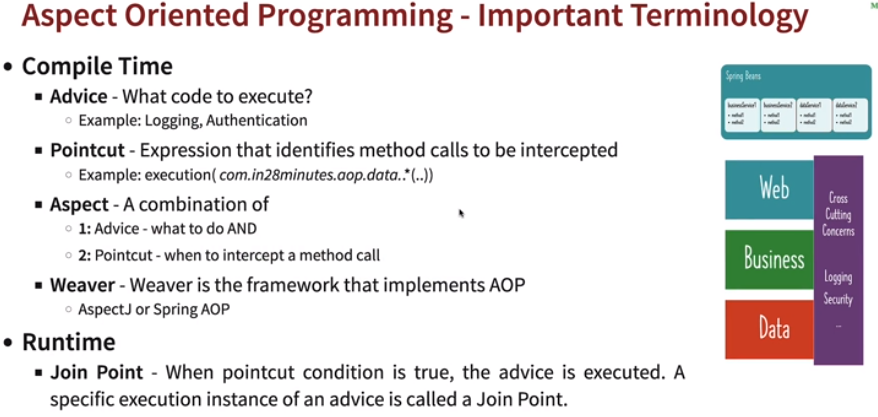 Aspect Oriented Programming - Important Terminology
M
• Compile Time
▪ Advice - What code to execute?
○ Example: Logging, Authentication
▪ Pointcut - Expression that identifies method calls to be intercepted
○ Example: execution( com.in28minutes.aop.data..*(..))
▪ Aspect - A combination of
○ 1: Advice - what to do AND
○ 2: Pointcut - when to intercept a method call
▪ Weaver - Weaver is the framework that implements AOP
○ AspectJ or Spring AOP
• Runtime
▪ Join Point - When pointcut condition is true, the advice is executed. A
specific execution instance of an advice is called a Join Point.
Spring Beans
businessService1
• method1
• method2
businessService2
• method1
• method2
dataService1
• method1
• method2
dataService2
• method1
• method2
Web
Business
Data
Cross
Cutting
Concerns
Logging
Security
...